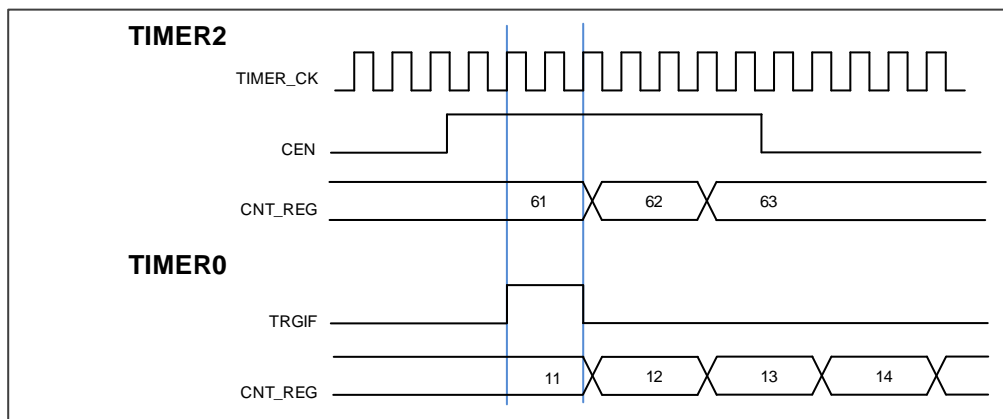 TIMER2
TIMER_CK
CEN
CNT_REG 61 62 63
TIMER0
TRGIF
CNT_REG 11 12 13 14